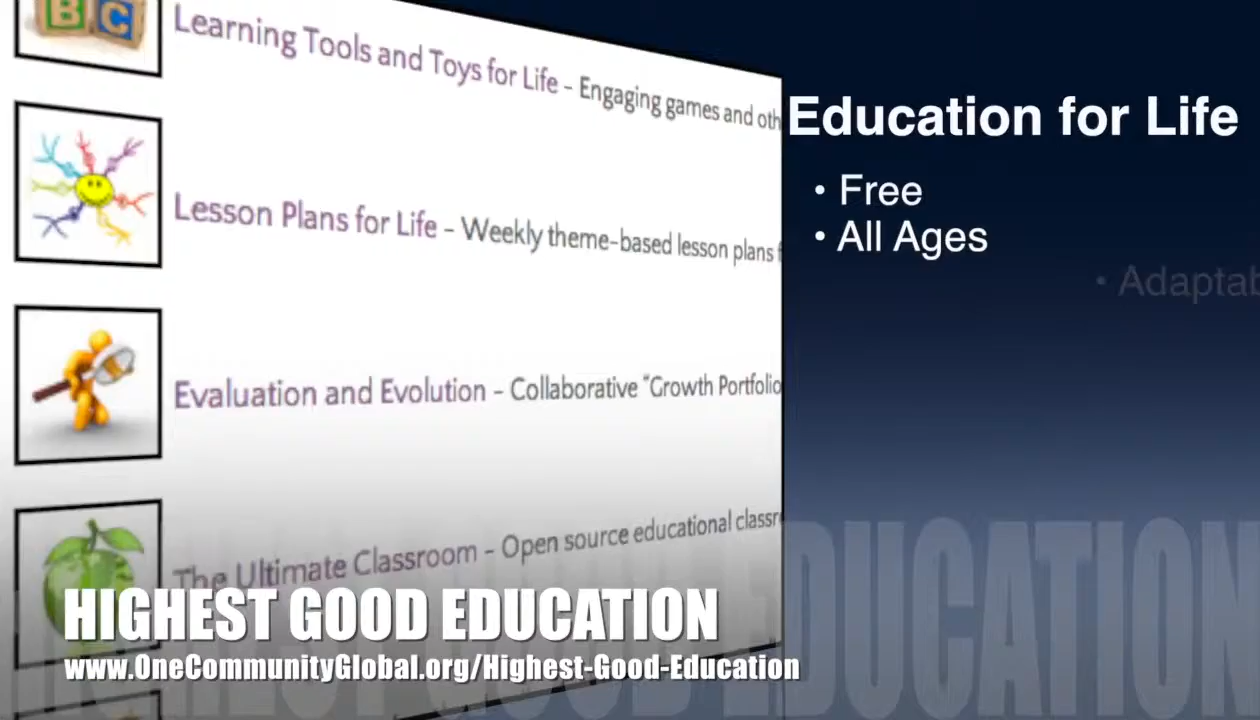 B C
Learning Tools and Toys for Life - Engaging games and oth
Education for Life
• Free
• All Ages
• Adaptab
Lesson Plans for Life - Weekly theme-based lesson plans f
Evaluation and Evolution - Collaborative "Growth Portfolio
The Ultimate Classroom - Open source educational classr
HIGHEST GOOD EDUCATION
www.OneCommunityGlobal.org/Highest-Good-Education
HIGHEST GOOD EDUCATION